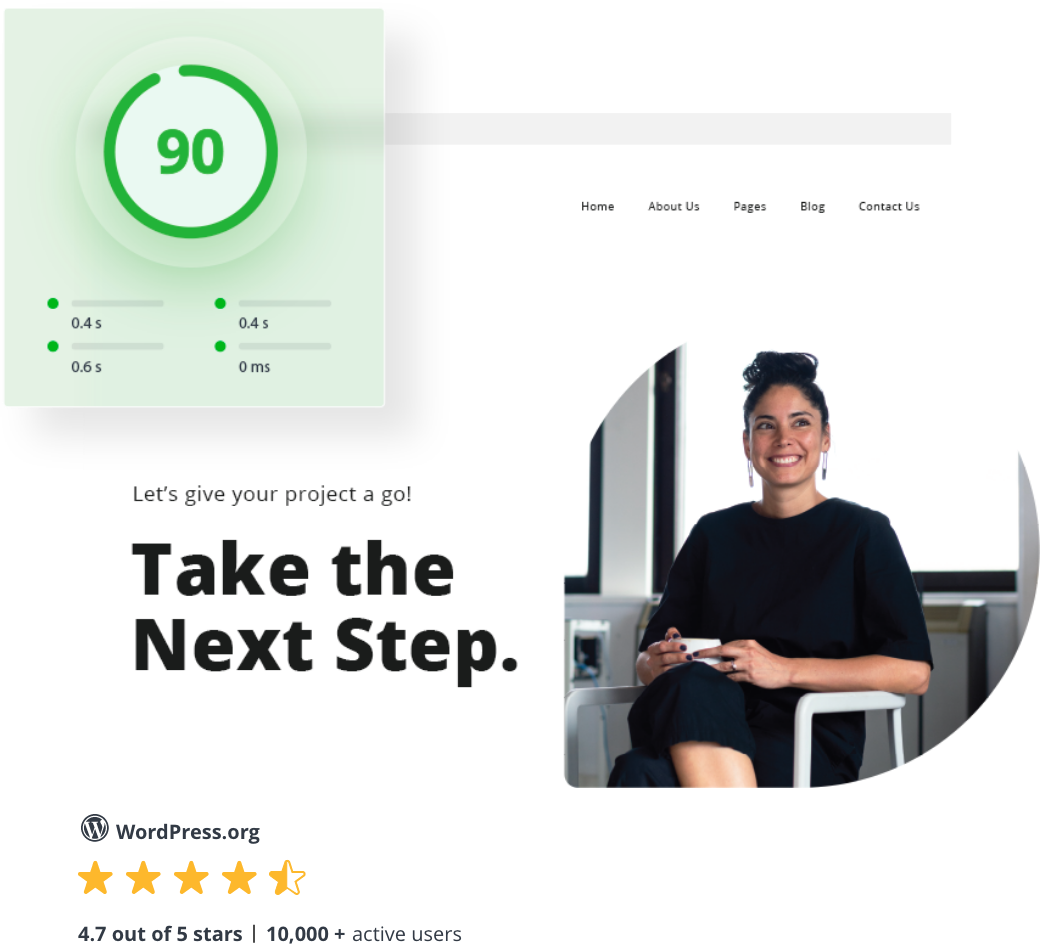 90
0.4 s
0.4 s
0.6 s
0 ms
Home About Us Pages Blog Contact Us
Let’s give your project a go!
Take the
Next Step.
WordPress.org
4.7 out of 5 stars | 10,000 + active users